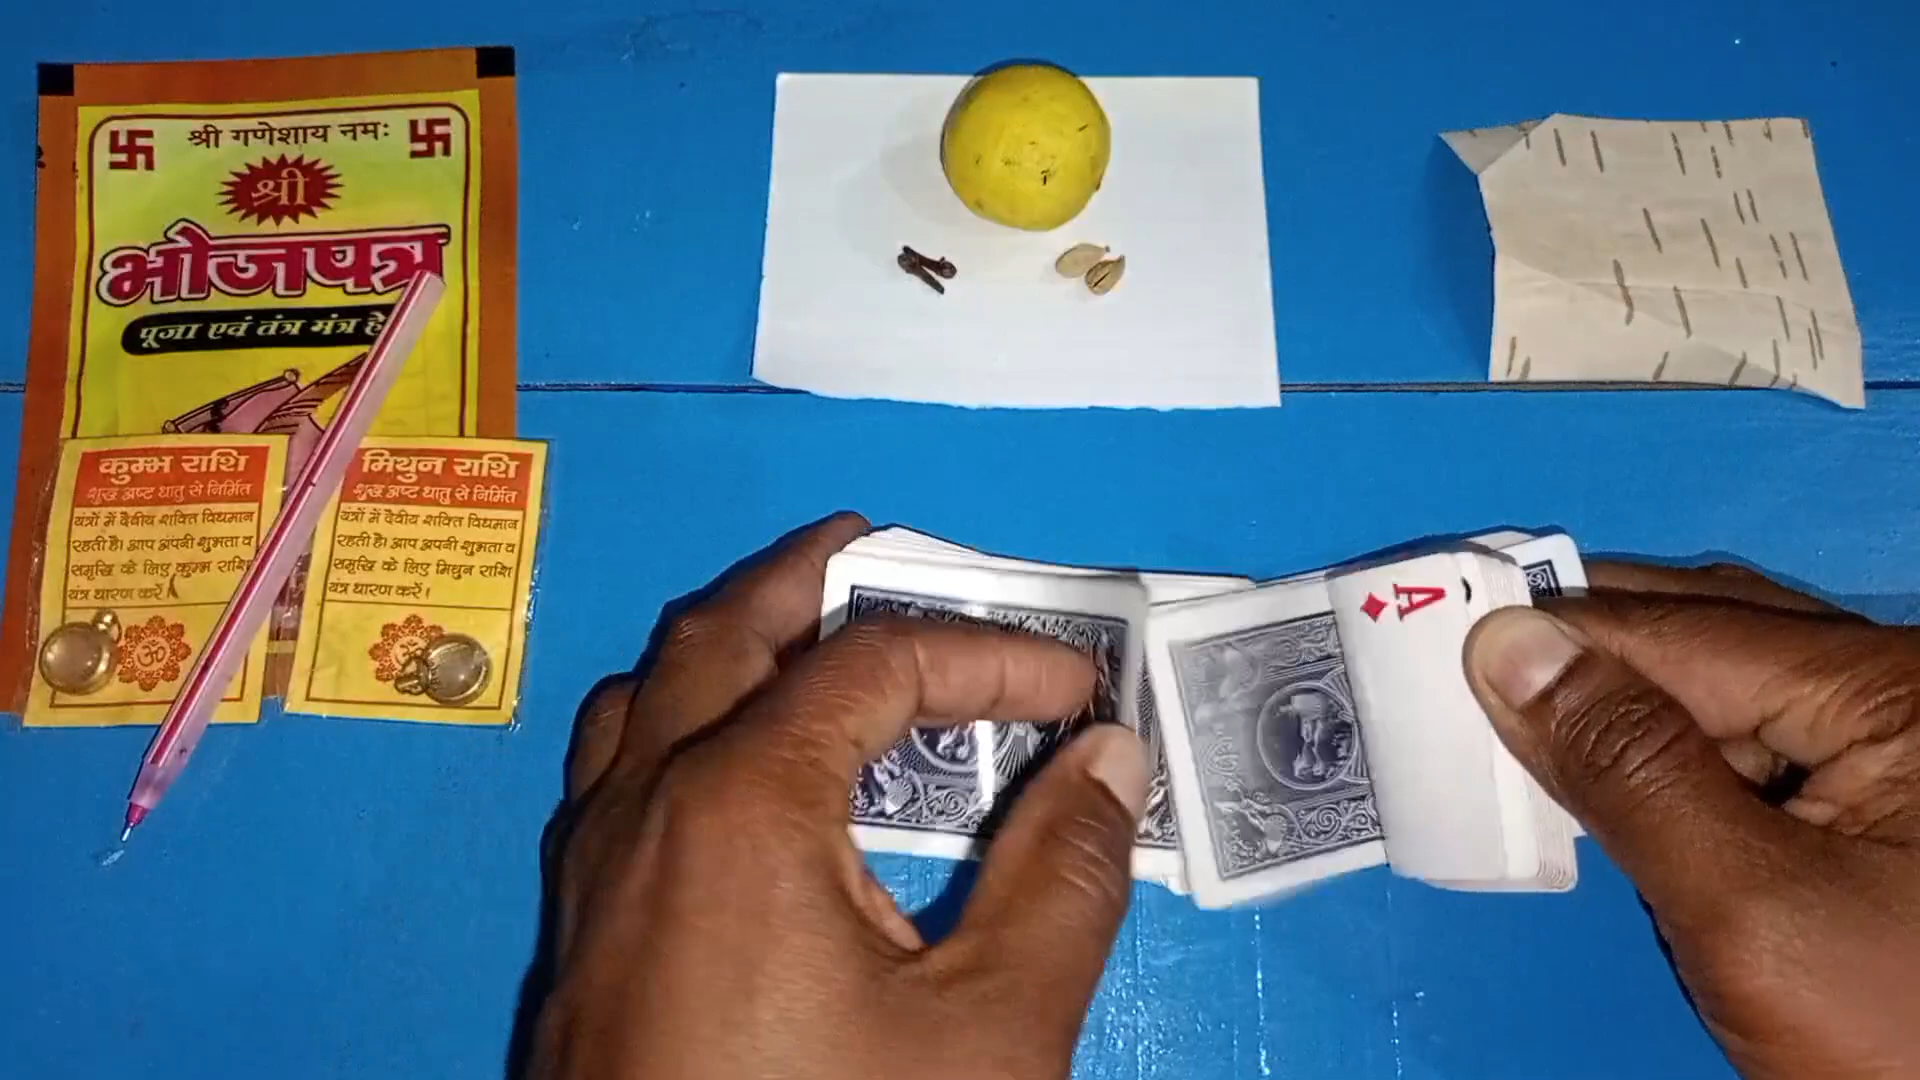 श्री गणेशाय नमः
श्री
भोजपत्र
पूजा एवं तंत्र मंत्र हे
कुम्भ राशि
शुद्ध अष्ट धातु से निर्मित
यंत्रों में दैवीय शक्ति विद्यमान
रहती है। आप अपनी शुभता व
समृद्धि के लिए कुम्भ राशि
यंत्र धारण करें
ॐ
मिथुन राशि
शुद्ध अष्ट धातु से निर्मित
यंत्रों में दैवीय शक्ति विद्यमान
रहती है। आप अपनी शुभता व
समृद्धि के लिए मिथुन राशि
यंत्र धारण करें।
A